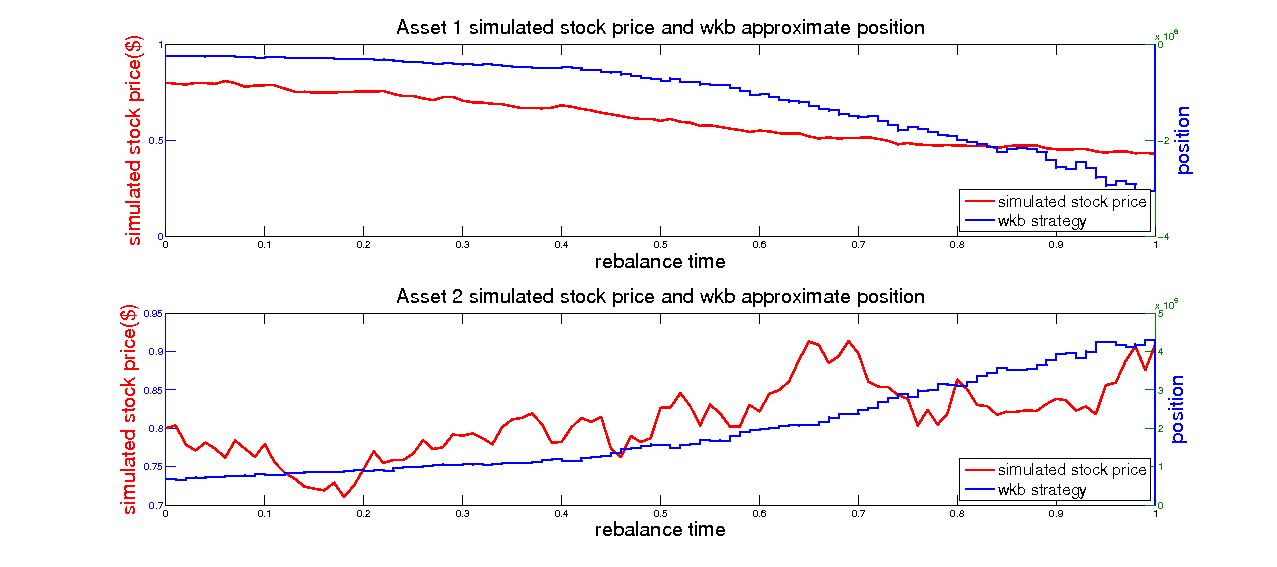 Asset 1 simulated stock price and wkb approximate position
x 10
1
0.5
0
simulated stock price($)
0
−2
−4
position
simulated stock price
wkb strategy
0 0.1 0.2 0.3 0.4 0.5 0.6 0.7 0.8 0.9 1
rebalance time
Asset 2 simulated stock price and wkb approximate position
x 10
0.95
0.9
0.85
0.8
0.75
0.7
simulated stock price($)
5
4
3
2
1
0
position
simulated stock price
wkb strategy
0 0.1 0.2 0.3 0.4 0.5 0.6 0.7 0.8 0.9 1
rebalance time